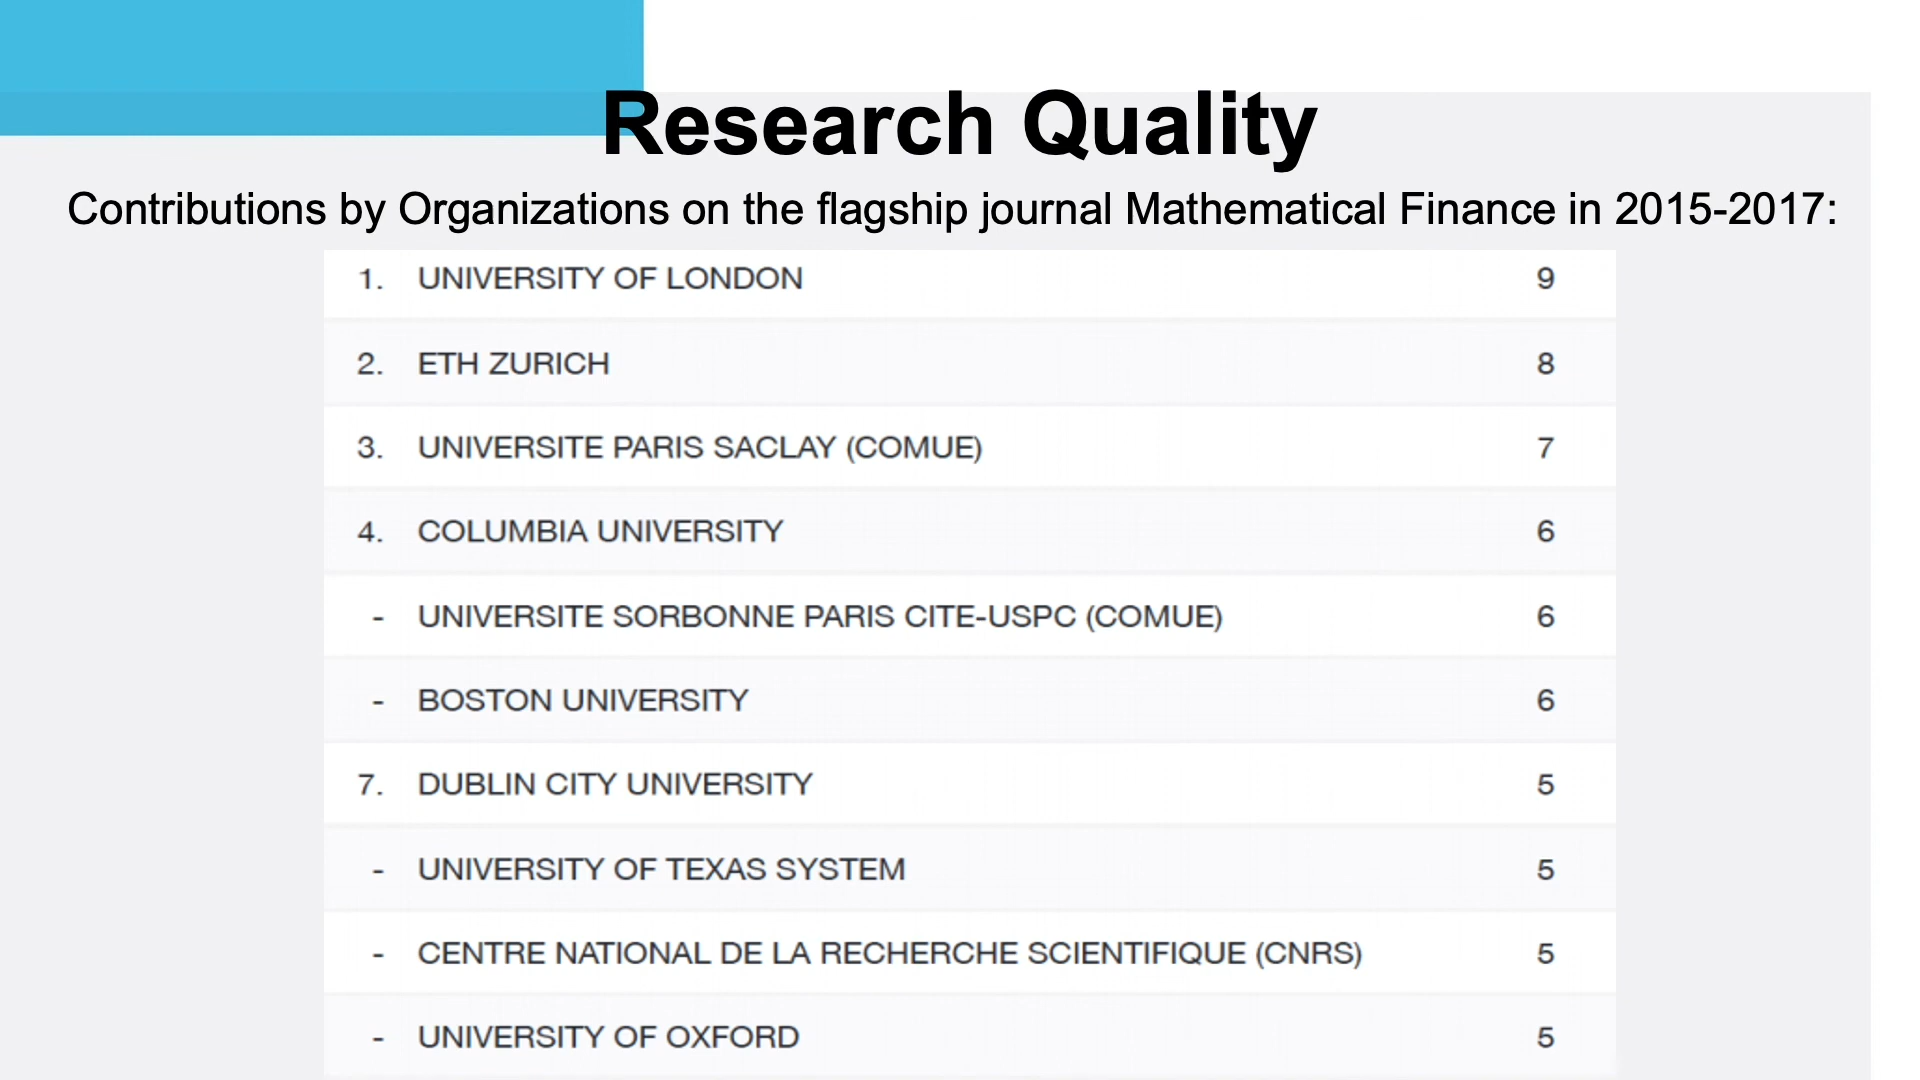 Research Quality
Contributions by Organizations on the flagship journal Mathematical Finance in 2015-2017:
1. UNIVERSITY OF LONDON 9
2. ETH ZURICH 8
3. UNIVERSITE PARIS SACLAY (COMUE) 7
4. COLUMBIA UNIVERSITY 6
- UNIVERSITE SORBONNE PARIS CITE-USPC (COMUE) 6
- BOSTON UNIVERSITY 6
7. DUBLIN CITY UNIVERSITY 5
- UNIVERSITY OF TEXAS SYSTEM 5
- CENTRE NATIONAL DE LA RECHERCHE SCIENTIFIQUE (CNRS) 5
- UNIVERSITY OF OXFORD 5